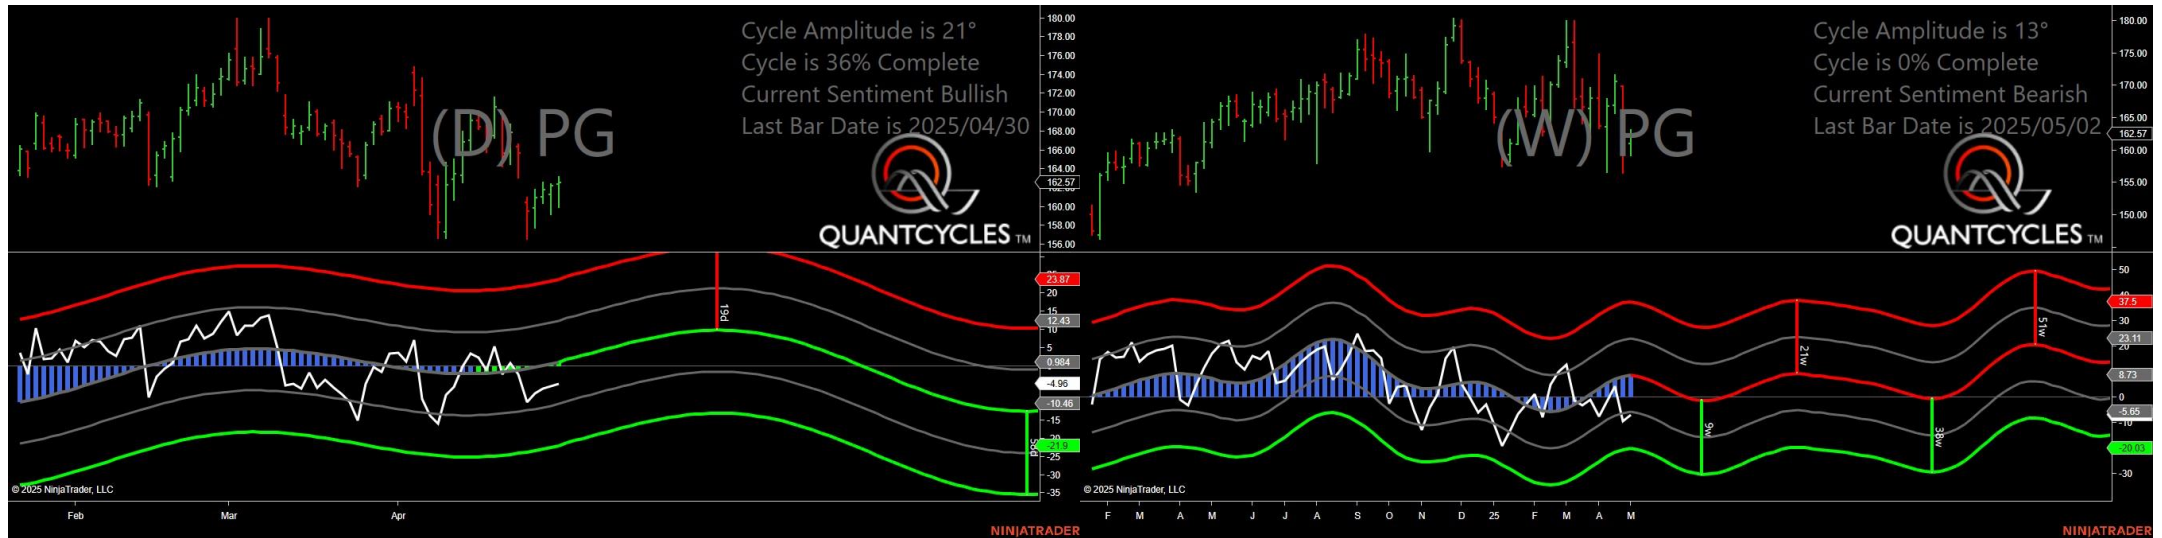 Cycle Amplitude is 21°
Cycle is 36% Complete
Current Sentiment Bullish
Last Bar Date is 2025/04/30
(D) PG
QUANTCYCLES TM
180.00
178.00
176.00
174.00
172.00
170.00
168.00
166.00
164.00
162.57
160.00
158.00
156.00
23.87
20
12.43
10
5
0.984
-4.96
-10.46
-15
-21.9
-25
-30
-35
19d
58d
© 2025 NinjaTrader, LLC
Feb Mar Apr
NINJATRADER
Cycle Amplitude is 13°
Cycle is 0% Complete
Current Sentiment Bearish
Last Bar Date is 2025/05/02
(W) PG
QUANTCYCLES TM
180.00
175.00
170.00
165.00
162.57
160.00
155.00
150.00
50
37.5
30
23.11
20
8.73
0
-5.65
-10
-20.03
-30
9w
21w
38w
51w
© 2025 NinjaTrader, LLC
F M A M J J A S O N D 25 F M A M
NINJATRADER